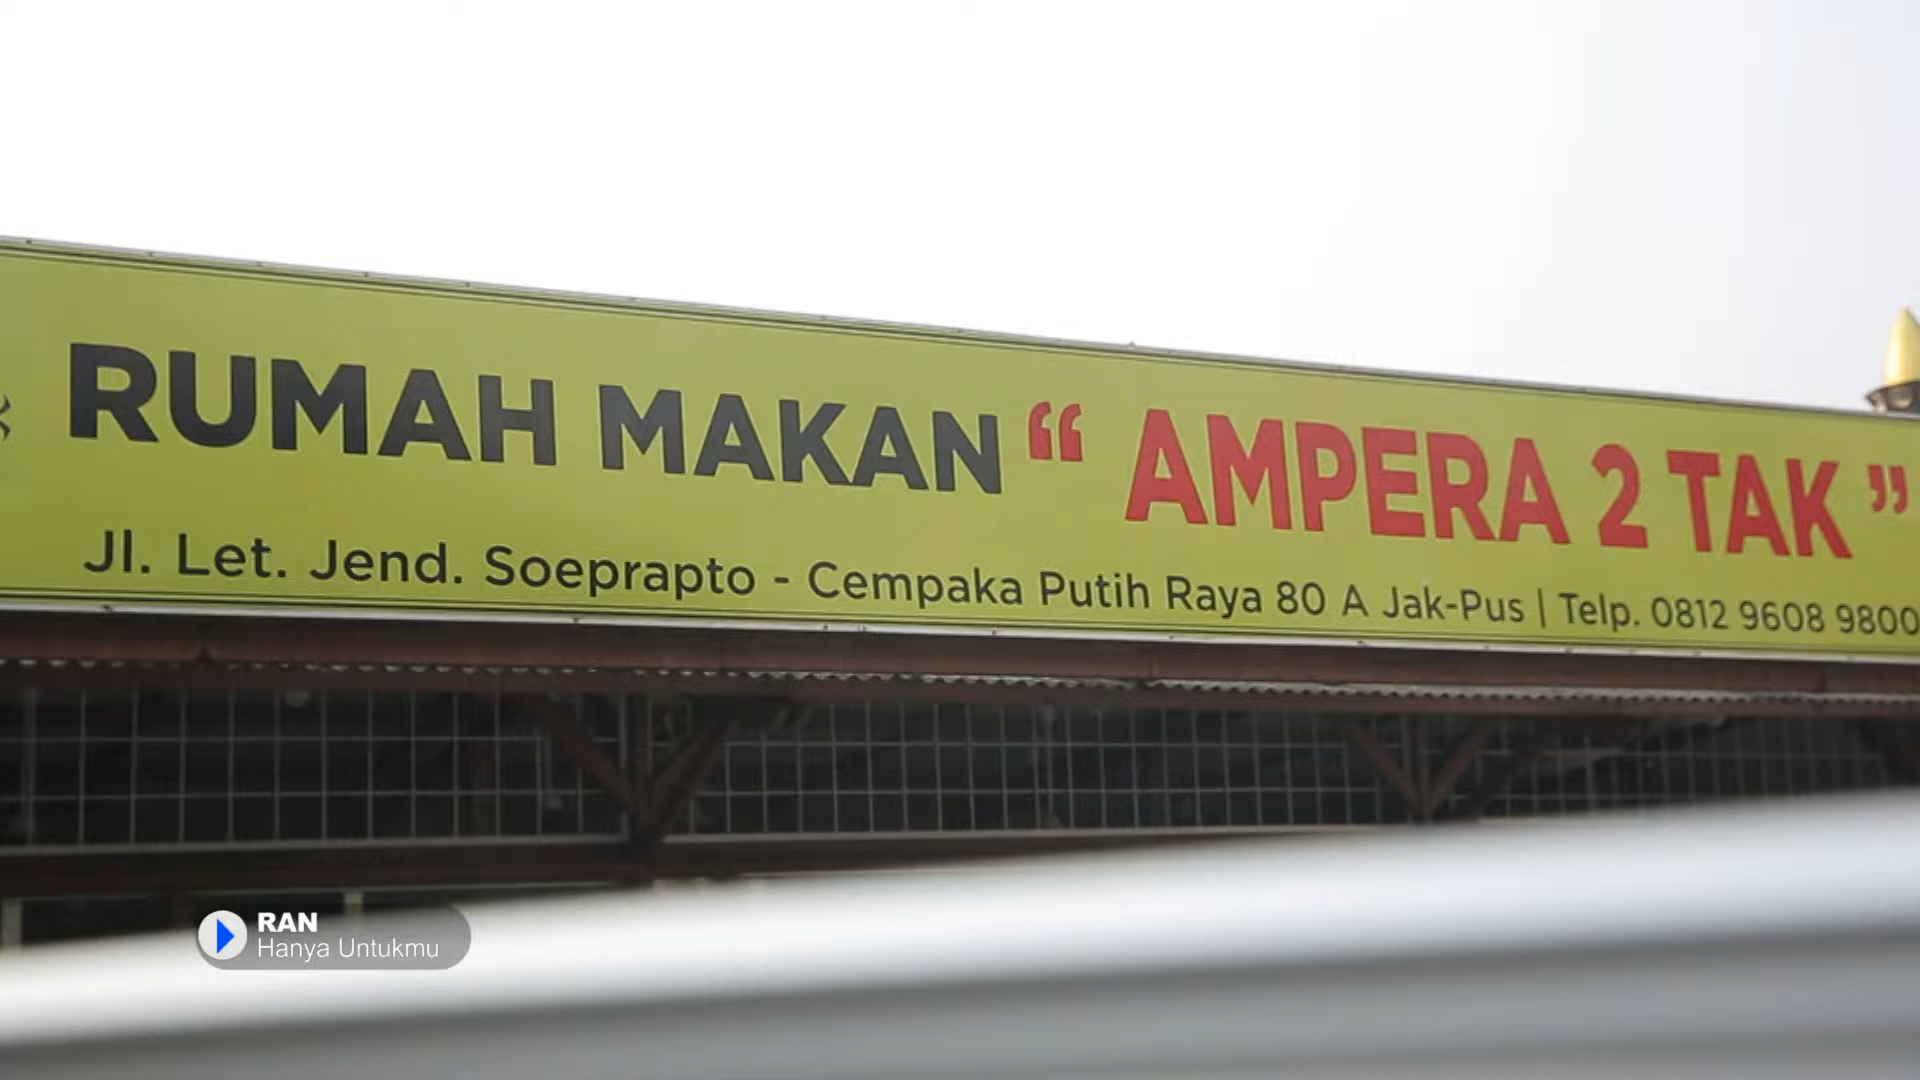 RUMAH MAKAN “ AMPERA 2 TAK ”
Jl. Let. Jend. Soeprapto - Cempaka Putih Raya 80 A Jak-Pus | Telp. 0812 9608 9800
RAN
Hanya Untukmu